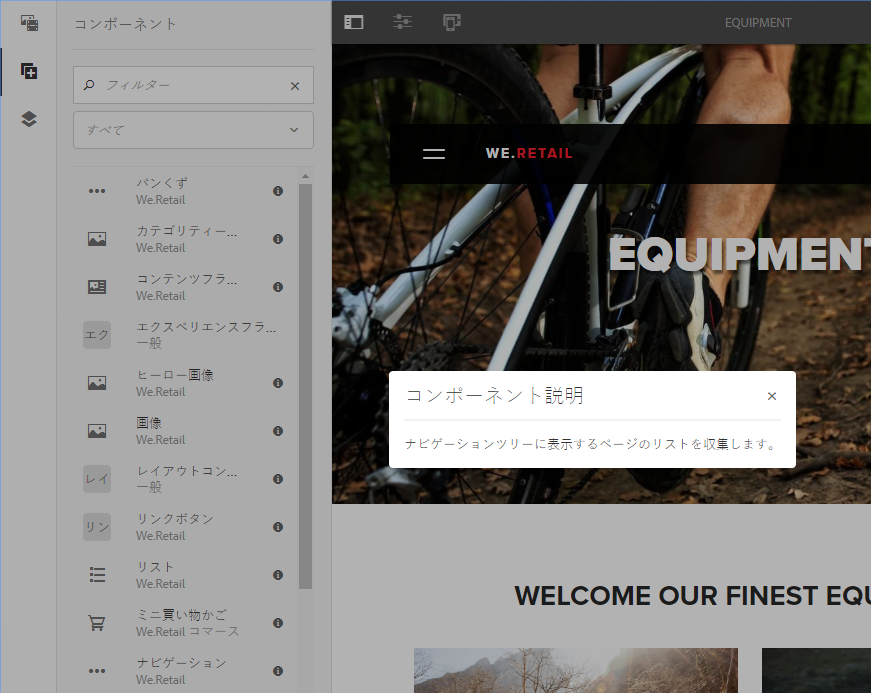 コンポーネント
フィルター
すべて
パンくず
We.Retail
カテゴリティー...
We.Retail
コンテンツフラ...
We.Retail
エク
エクスペリエンスフラ...
一般
ヒーロー画像
We.Retail
画像
We.Retail
レイ
レイアウトコン...
一般
リン
リンクボタン
We.Retail
リスト
We.Retail
ミニ買い物かご
We.Retail コマース
ナビゲーション
We.Retail
EQUIPMENT
WE.RETAIL
EQUIPMENT
コンポーネント説明
ナビゲーションツリーに表示するページのリストを収集します。
WELCOME OUR FINEST EQU